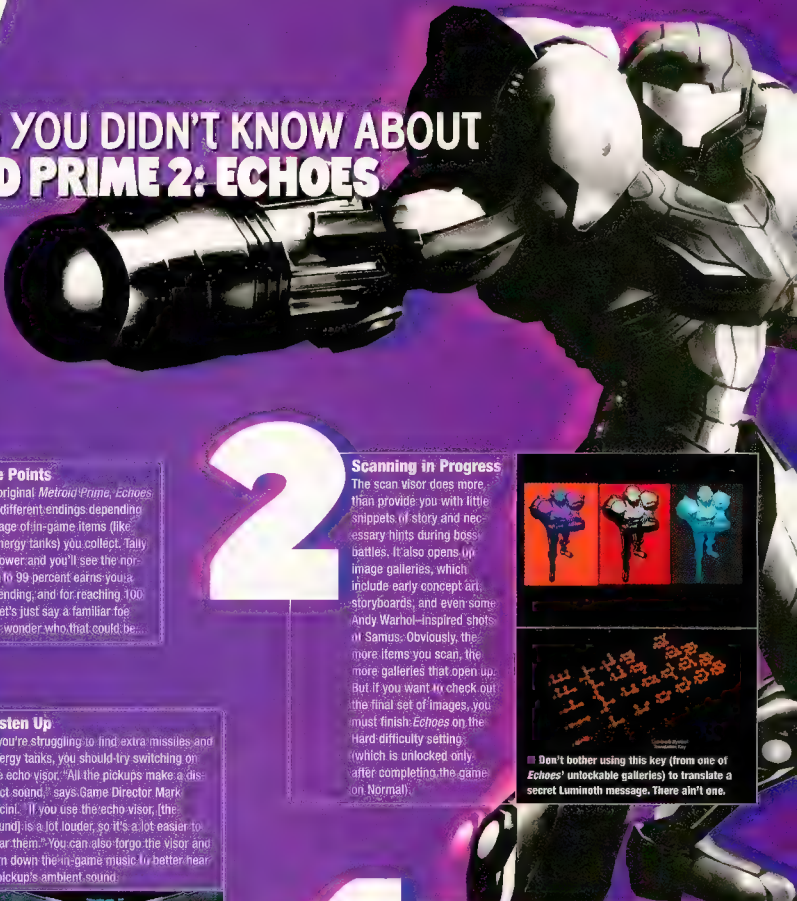 YOU DIDN'T KNOW ABOUT
PRIME 2: ECHOES
Points
original Metroid Prime, Echoes
different endings depending
age of in-game items (like
nergy tanks) you collect. Tally
ower and you'll see the nor-
to 99 percent earns you a
ending, and for reaching 100
et's just say a familiar foe
wonder who that could be...
sten Up
you're struggling to find extra missiles and
ergy tanks, you should try switching on
e echo visor. "All the pickups make a dis-
ct sound," says Game Director Mark
cini. "If you use the echo visor, [the
und] is a lot louder, so it's a lot easier to
ar them." You can also forgo the visor and
rn down the in-game music to better hear
pickup's ambient sound.
2
Scanning in Progress
The scan visor does more
than provide you with little
snippets of story and nec-
essary hints during boss
battles. It also opens up
image galleries, which
include early concept art,
storyboards, and even some
Andy Warhol–inspired shots
of Samus. Obviously, the
more items you scan, the
more galleries that open up.
But if you want to check out
the final set of images, you
must finish Echoes on the
Hard difficulty setting
(which is unlocked only
after completing the game
on Normal).
Luminoth Symbol
Translation Key
Don't bother using this key (from one of
Echoes' unlockable galleries) to translate a
secret Luminoth message. There ain't one.